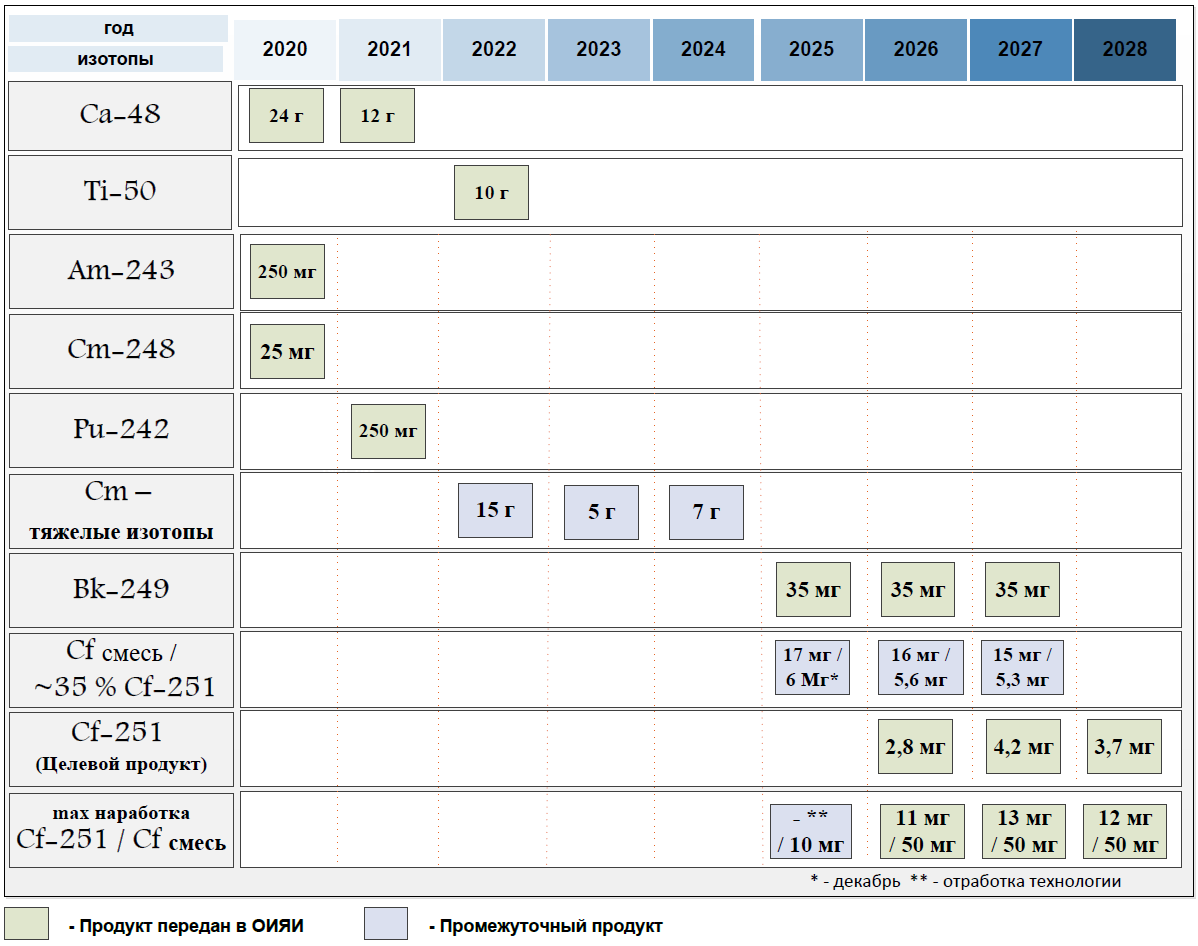 год
изотопы
2020 2021 2022 2023 2024 2025 2026 2027 2028
Ca-48
24 г 12 г
Ti-50
10 г
Am-243
250 мг
Cm-248
25 мг
Pu-242
250 мг
Cm –
тяжелые изотопы
15 г 5 г 7 г
Bk-249
35 мг 35 мг 35 мг
Cf смесь /
~35 % Cf-251
17 мг / 16 мг / 15 мг /
6 Мг* 5,6 мг 5,3 мг
Cf-251
(Целевой продукт)
2,8 мг 4,2 мг 3,7 мг
max наработка
Cf-251 / Cf смесь
- ** 11 мг 13 мг 12 мг
/ 10 мг / 50 мг / 50 мг / 50 мг
* - декабрь ** - отработка технологии
- Продукт передан в ОИЯИ - Промежуточный продукт